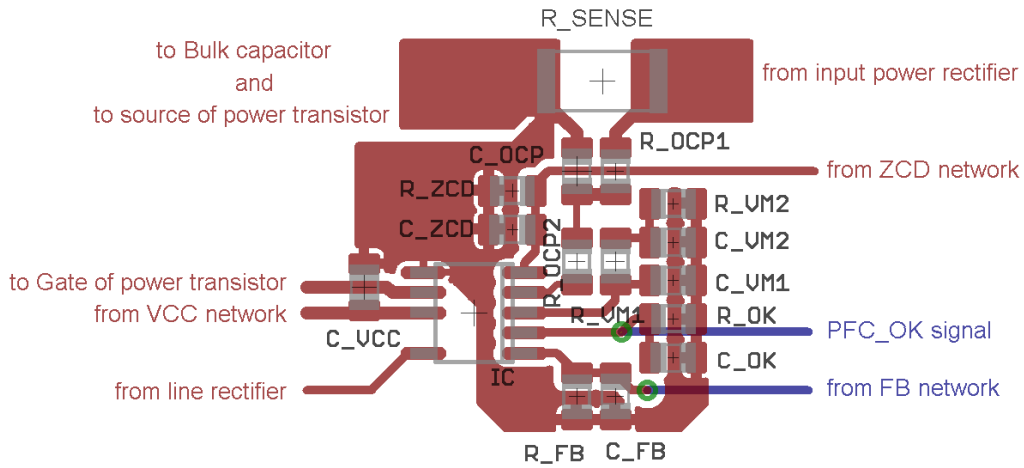 R_SENSE
to Bulk capacitor
and
to source of power transistor
from input power rectifier
C_OCP
R_OCP1
R_ZCD
from ZCD network
C_ZCD
R_OCP2
R_VM2
C_VM2
to Gate of power transistor
C_VM1
from VCC network
R_VM1
R_OK
C_VCC
PFC_OK signal
C_OK
IC
from line rectifier
from FB network
R_FB
C_FB